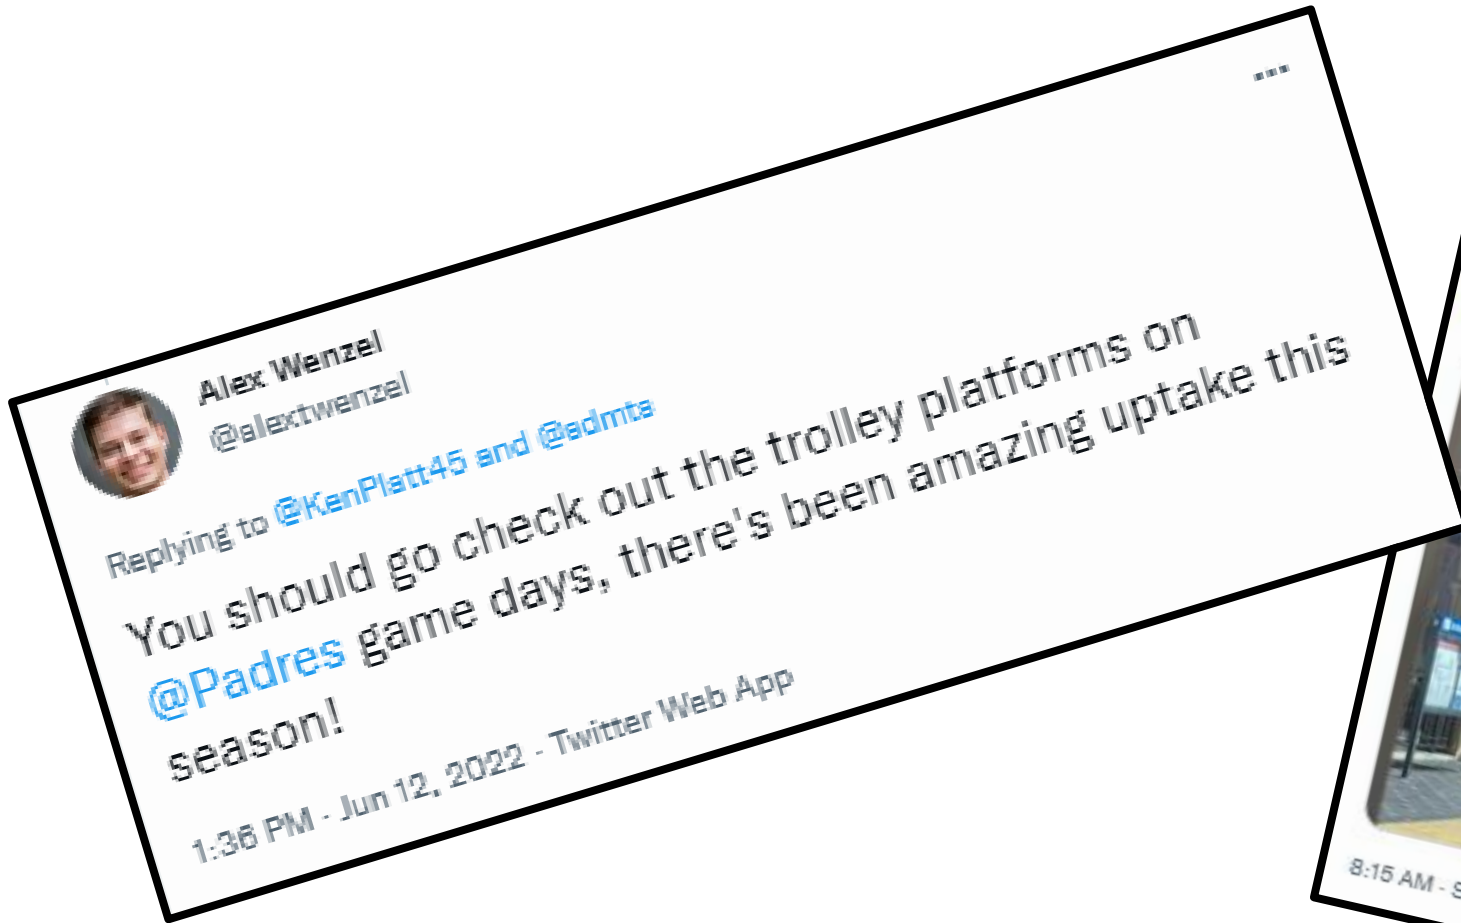 Alex Wenzel
@alextwenzel
Replying to @KenPlatt45 and @sdmts
You should go check out the trolley platforms on
@Padres game days, there's been amazing uptake this
season!
1:36 PM · Jun 12, 2022 · Twitter Web App
8:15 AM · S